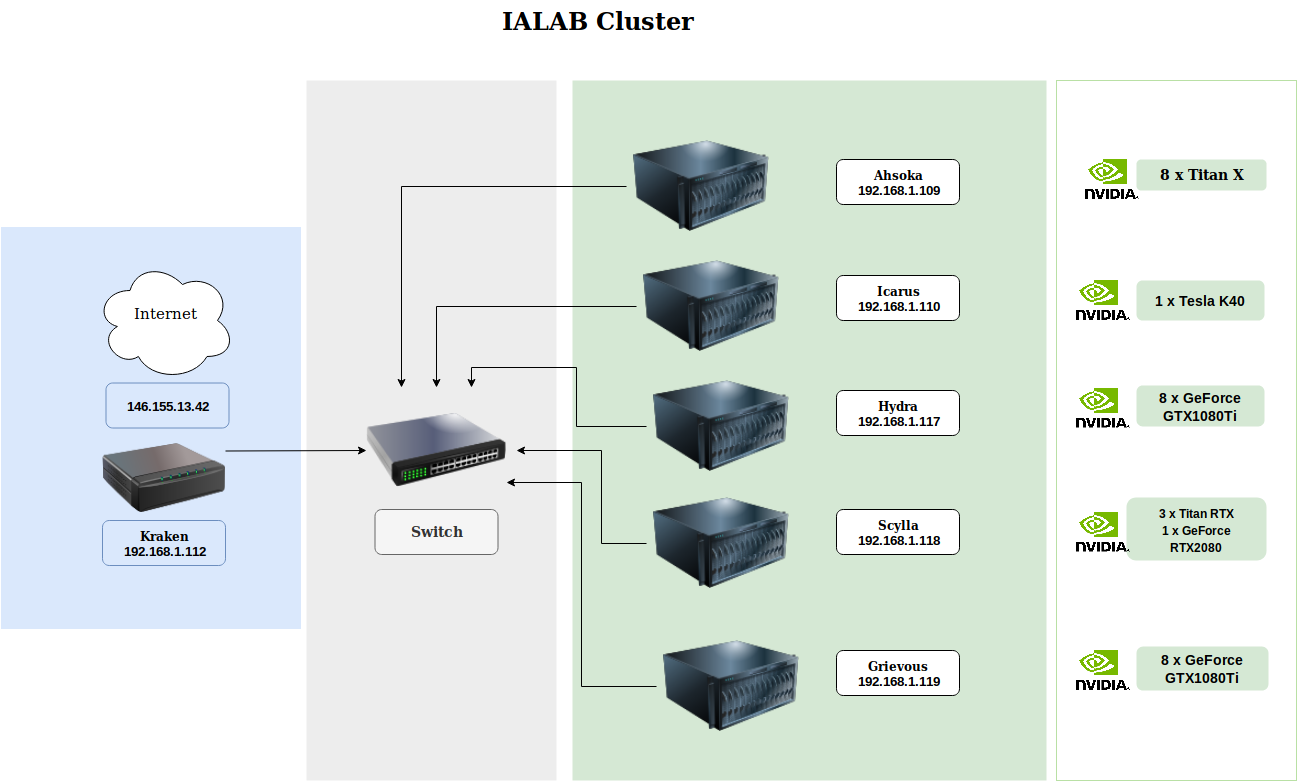 IALAB Cluster
Internet
146.155.13.42
Kraken
192.168.1.112
Switch
Ahsoka
192.168.1.109
Icarus
192.168.1.110
Hydra
192.168.1.117
Scylla
192.168.1.118
Grievous
192.168.1.119
NVIDIA.
8 x Titan X
NVIDIA.
1 x Tesla K40
NVIDIA.
8 x GeForce
GTX1080Ti
NVIDIA.
3 x Titan RTX
1 x GeForce
RTX2080
NVIDIA.
8 x GeForce
GTX1080Ti